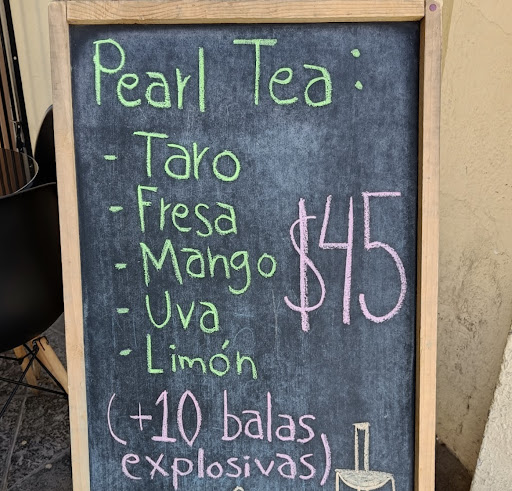 Pearl Tea:
- Taro
- Fresa
- Mango
- Uva
- Limón
$45
(+10 balas
explosivas)